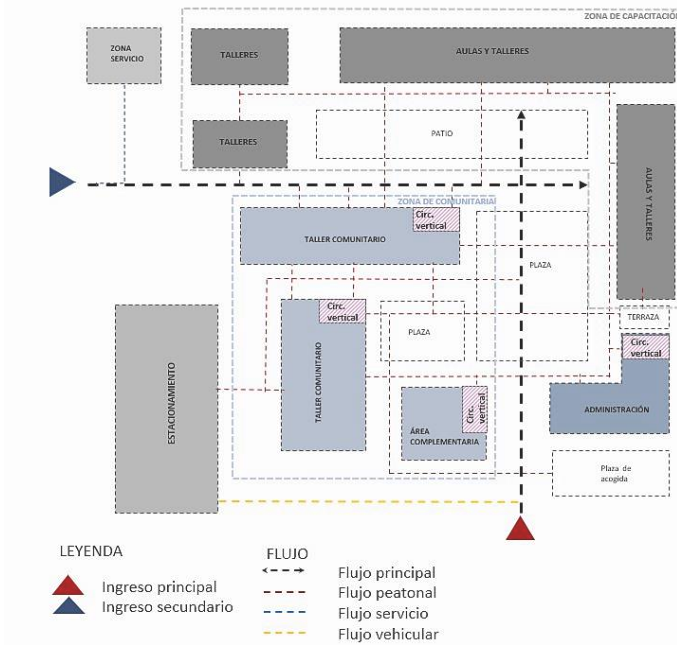 ZONA DE CAPACITACIÓN
ZONA
SERVICIO
TALLERES
AULAS Y TALLERES
TALLERES
PATIO
AULAS Y TALLERES
ZONA DE COMUNITARIA
Circ.
vertical
TALLER COMUNITARIO
PLAZA
Circ.
vertical
TALLER COMUNITARIO
PLAZA
TERRAZA
Circ.
vertical
ESTACIONAMIENTO
Circ.
vertical
ÁREA
COMPLEMENTARIA
ADMINISTRACIÓN
Plaza de
acogida
LEYENDA
Ingreso principal
Ingreso secundario
FLUJO
Flujo principal
Flujo peatonal
Flujo servicio
Flujo vehicular